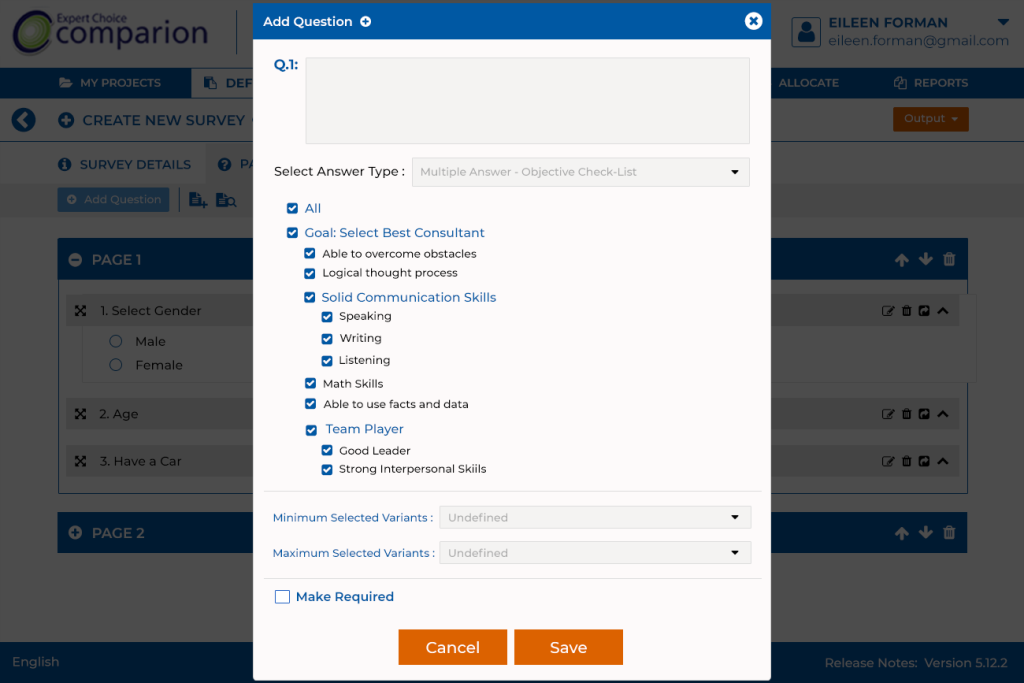 Expert Choice
comparion
Add Question
EILEEN FORMAN
eileen.forman@gmail.com
MY PROJECTS
DEF
ALLOCATE
REPORTS
CREATE NEW SURVEY
Output
SURVEY DETAILS
PA
Add Question
Q.1:
Select Answer Type :
Multiple Answer - Objective Check-List
All
Goal: Select Best Consultant
Able to overcome obstacles
Logical thought process
Solid Communication Skills
Speaking
Writing
Listening
Math Skills
Able to use facts and data
Team Player
Good Leader
Strong Interpersonal Skiils
PAGE 1
1. Select Gender
Male
Female
2. Age
3. Have a Car
PAGE 2
Minimum Selected Variants :
Undefined
Maximum Selected Variants :
Undefined
Make Required
Cancel
Save
English
Release Notes: Version 5.12.2